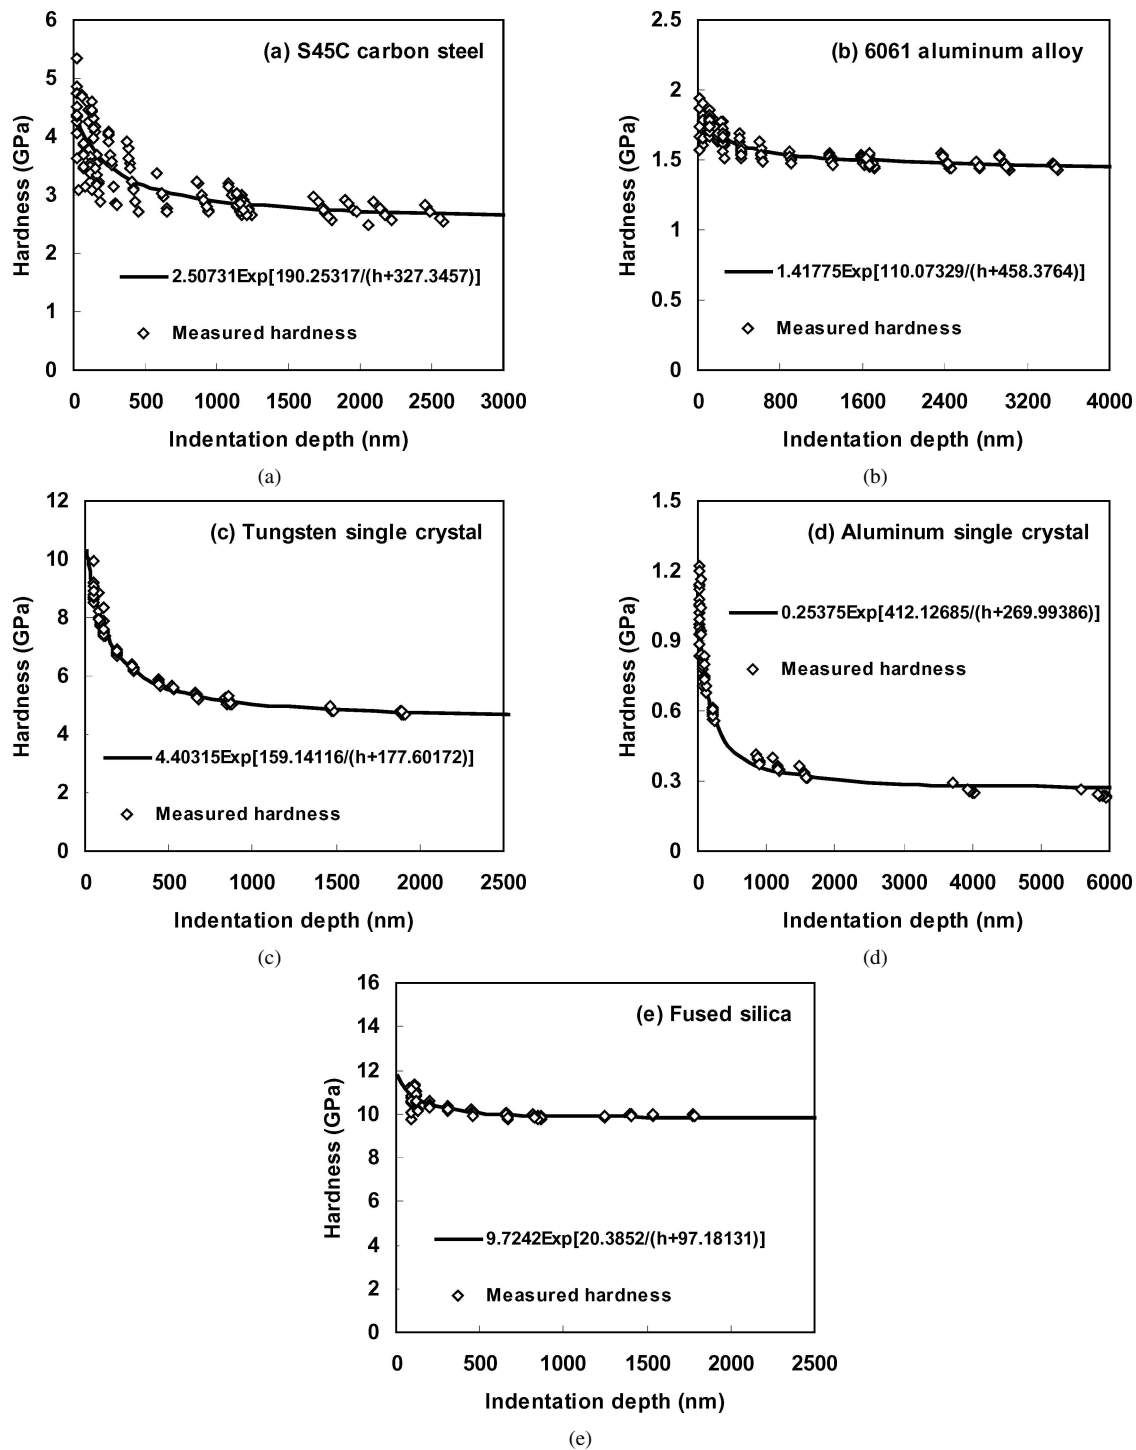 (a) S45C carbon steel
6
5
4
3
2
1
0
Hardness (GPa)
2.50731Exp[190.25317/(h+327.3457)]
Measured hardness
0 500 1000 1500 2000 2500 3000
Indentation depth (nm)
(a)
(b) 6061 aluminum alloy
2.5
2
1.5
1
0.5
0
Hardness (GPa)
1.41775Exp[110.07329/(h+458.3764)]
Measured hardness
0 800 1600 2400 3200 4000
Indentation depth (nm)
(b)
(c) Tungsten single crystal
12
10
8
6
4
2
0
Hardness (GPa)
4.40315Exp[159.14116/(h+177.60172)]
Measured hardness
0 500 1000 1500 2000 2500
Indentation depth (nm)
(c)
(d) Aluminum single crystal
1.5
1.2
0.9
0.6
0.3
0
Hardness (GPa)
0.25375Exp[412.12685/(h+269.99386)]
Measured hardness
0 1000 2000 3000 4000 5000 6000
Indentation depth (nm)
(d)
(e) Fused silica
16
14
12
10
8
6
4
2
0
Hardness (GPa)
9.7242Exp[20.3852/(h+97.18131)]
Measured hardness
0 500 1000 1500 2000 2500
Indentation depth (nm)
(e)